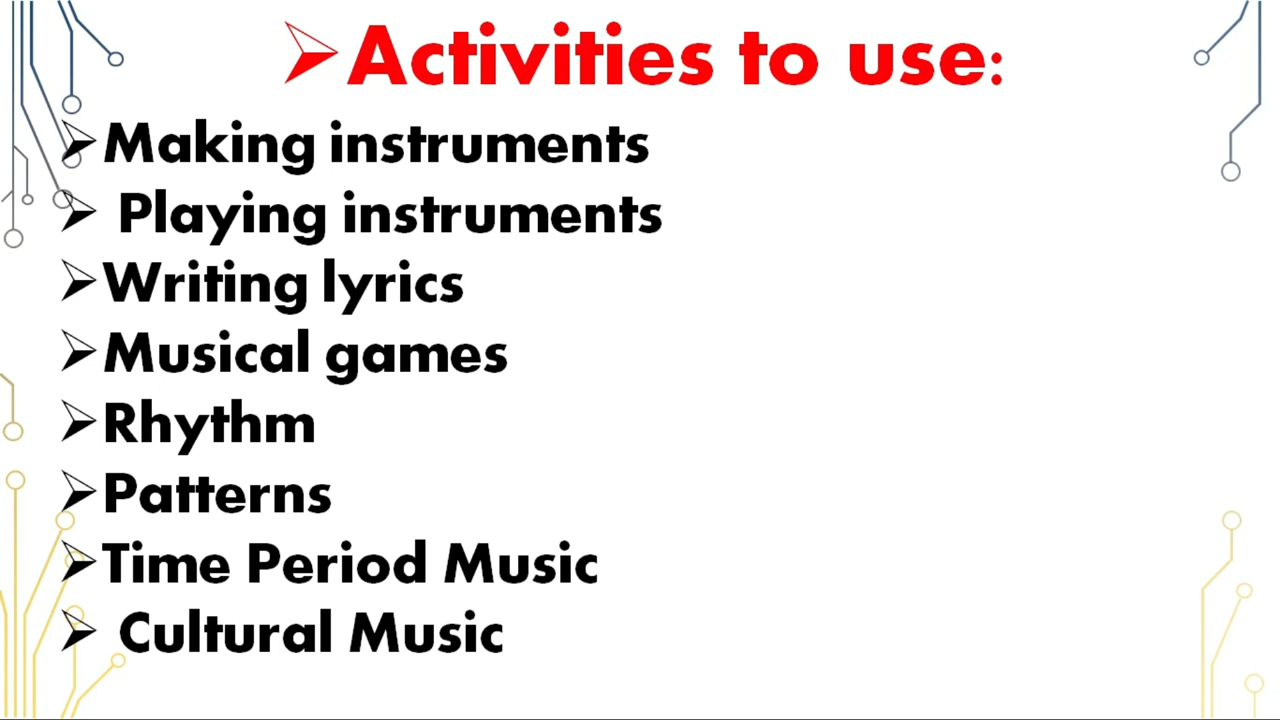 ➢Activities to use:
➢Making instruments
➢ Playing instruments
➢Writing lyrics
➢Musical games
➢Rhythm
➢Patterns
➢Time Period Music
➢ Cultural Music